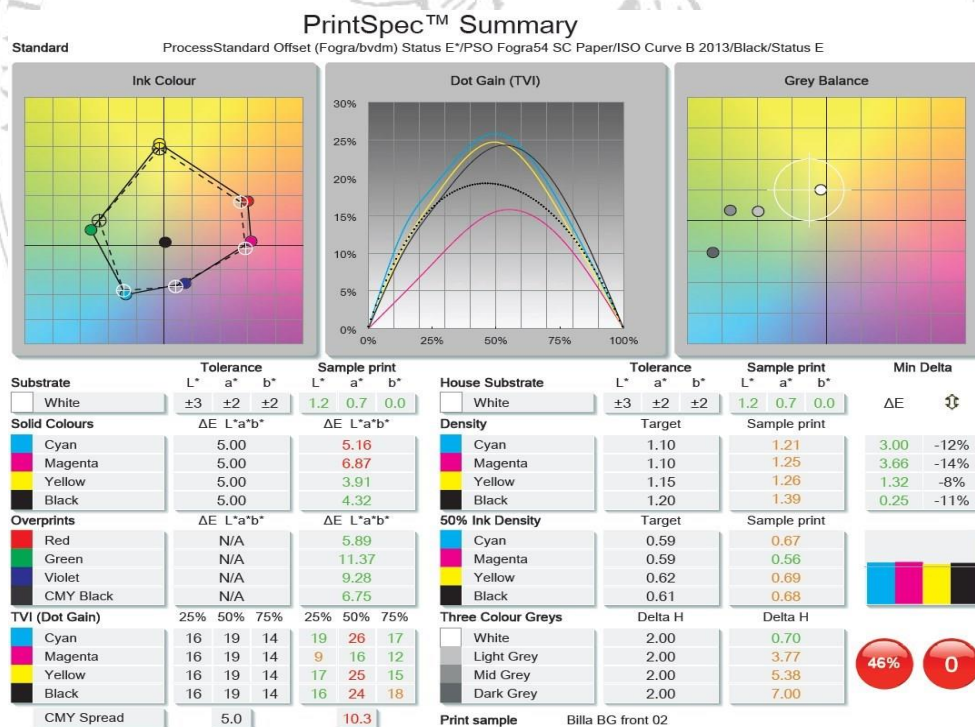 PrintSpec™ Summary
Standard ProcessStandard Offset (Fogra/bvdm) Status E*/PSO Fogra54 SC Paper/ISO Curve B 2013/Black/Status E
Ink Colour
Dot Gain (TVI)
30%
25%
20%
15%
10%
5%
0%
0% 25% 50% 75% 100%
Grey Balance
Tolerance Sample print
Substrate L* a* b* L* a* b*
White ±3 ±2 ±2 1.2 0.7 0.0
Solid Colours ΔE L*a*b* ΔE L*a*b*
Cyan 5.00 5.16
Magenta 5.00 6.87
Yellow 5.00 3.91
Black 5.00 4.32
Overprints ΔE L*a*b* ΔE L*a*b*
Red N/A 5.89
Green N/A 11.37
Violet N/A 9.28
CMY Black N/A 6.75
TVI (Dot Gain) 25% 50% 75% 25% 50% 75%
Cyan 16 19 14 19 26 17
Magenta 16 19 14 9 16 12
Yellow 16 19 14 17 25 15
Black 16 19 14 16 24 18
CMY Spread 5.0 10.3
Tolerance Sample print Min Delta
House Substrate L* a* b* L* a* b*
White ±3 ±2 ±2 1.2 0.7 0.0 ΔE
Density Target Sample print
Cyan 1.10 1.21 3.00 -12%
Magenta 1.10 1.25 3.66 -14%
Yellow 1.15 1.26 1.32 -8%
Black 1.20 1.39 0.25 -11%
50% Ink Density Target Sample print
Cyan 0.59 0.67
Magenta 0.59 0.56
Yellow 0.62 0.69
Black 0.61 0.68
Three Colour Greys Delta H Delta H
White 2.00 0.70
Light Grey 2.00 3.77
Mid Grey 2.00 5.38
Dark Grey 2.00 7.00
46% 0
Print sample Billa BG front 02